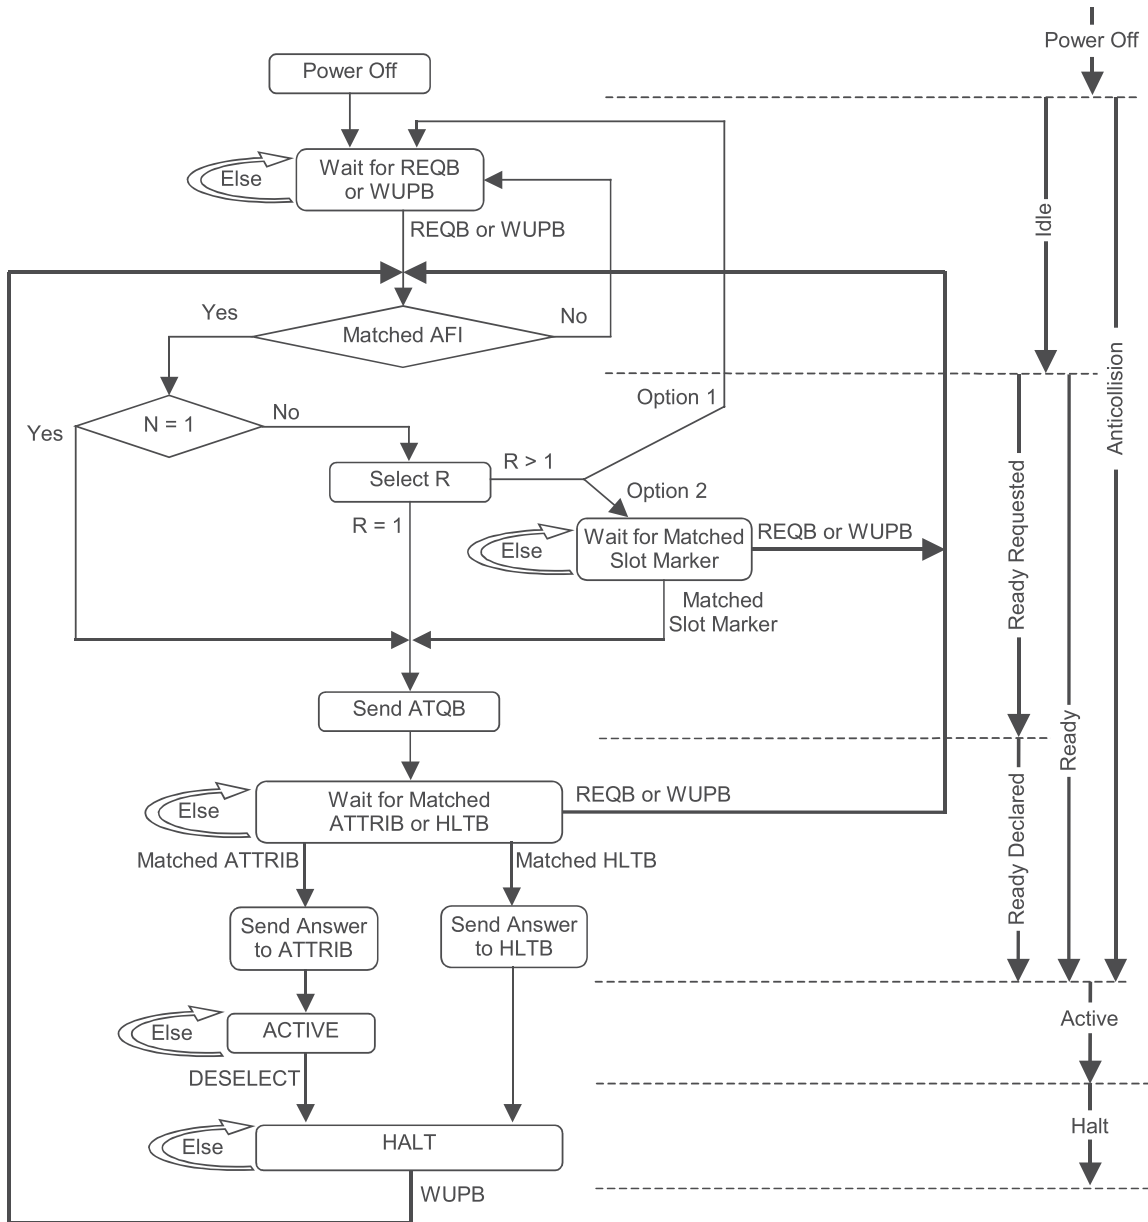 Power Off
Power Off
Wait for REQB
or WUPB
Else
REQB or WUPB
Idle
Yes
Matched AFI
No
Anticollision
Option 1
Yes
N = 1
No
Select R
R > 1
Option 2
R = 1
Else
Wait for Matched
Slot Marker
REQB or WUPB
Ready Requested
Matched
Slot Marker
Send ATQB
Ready
Else
Wait for Matched
ATTRIB or HLTB
REQB or WUPB
Ready Declared
Matched ATTRIB
Matched HLTB
Send Answer
to ATTRIB
Send Answer
to HLTB
Else
ACTIVE
Active
DESELECT
Else
HALT
Halt
WUPB